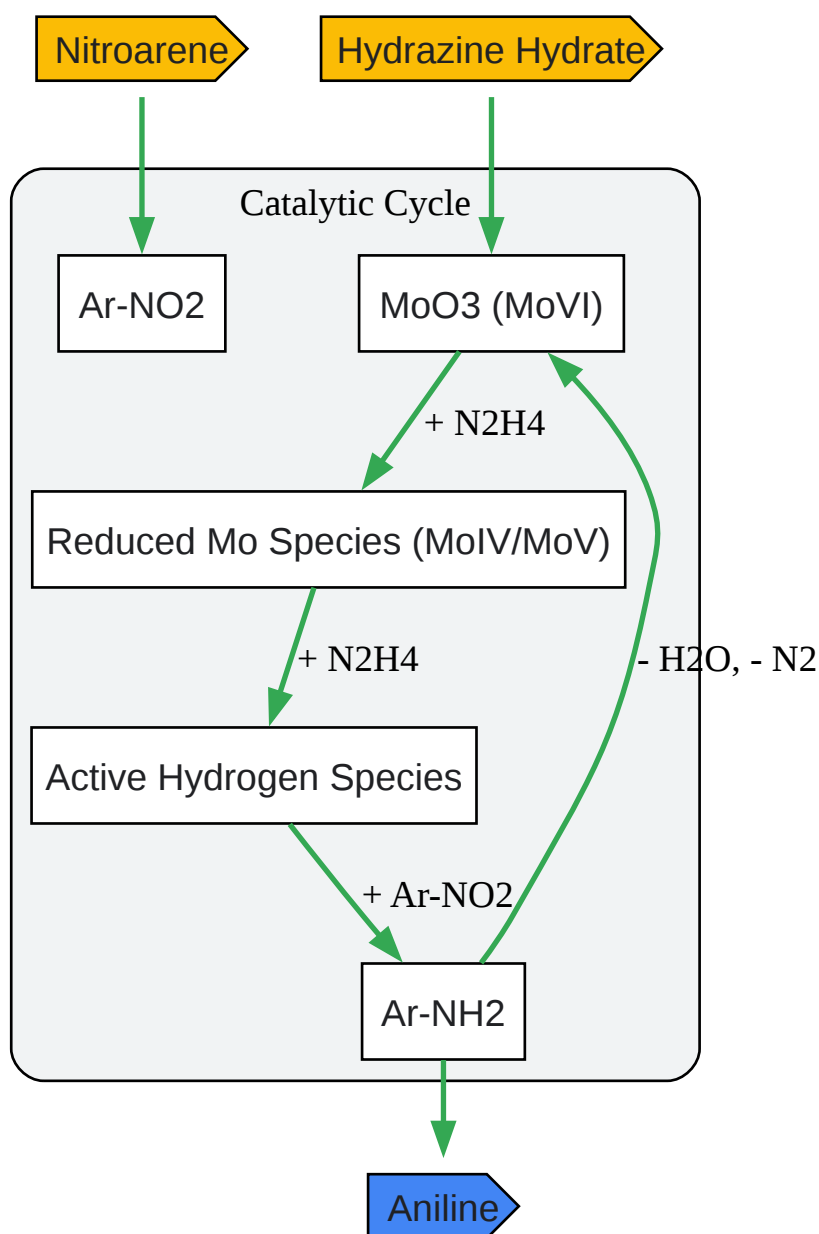 Nitroarene
Hydrazine Hydrate
Catalytic Cycle
Ar-NO2
MoO3 (MoVI)
+ N2H4
Reduced Mo Species (MoIV/MoV)
+ N2H4
- H2O, - N2
Active Hydrogen Species
+ Ar-NO2
Ar-NH2
Aniline